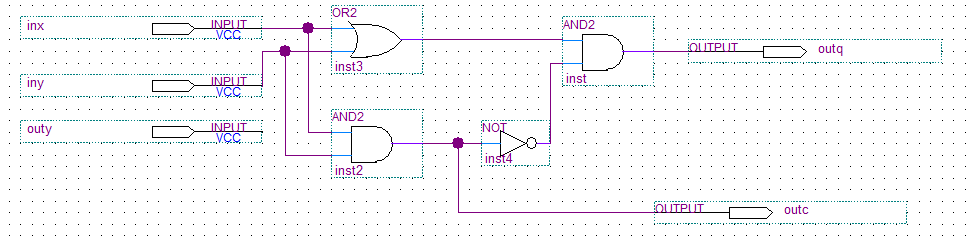 inx INPUT VCC
OR2
inst3
AND2
inst
OUTPUT outq
iny INPUT VCC
outy INPUT VCC
AND2
inst2
NOT
inst4
OUTPUT outc